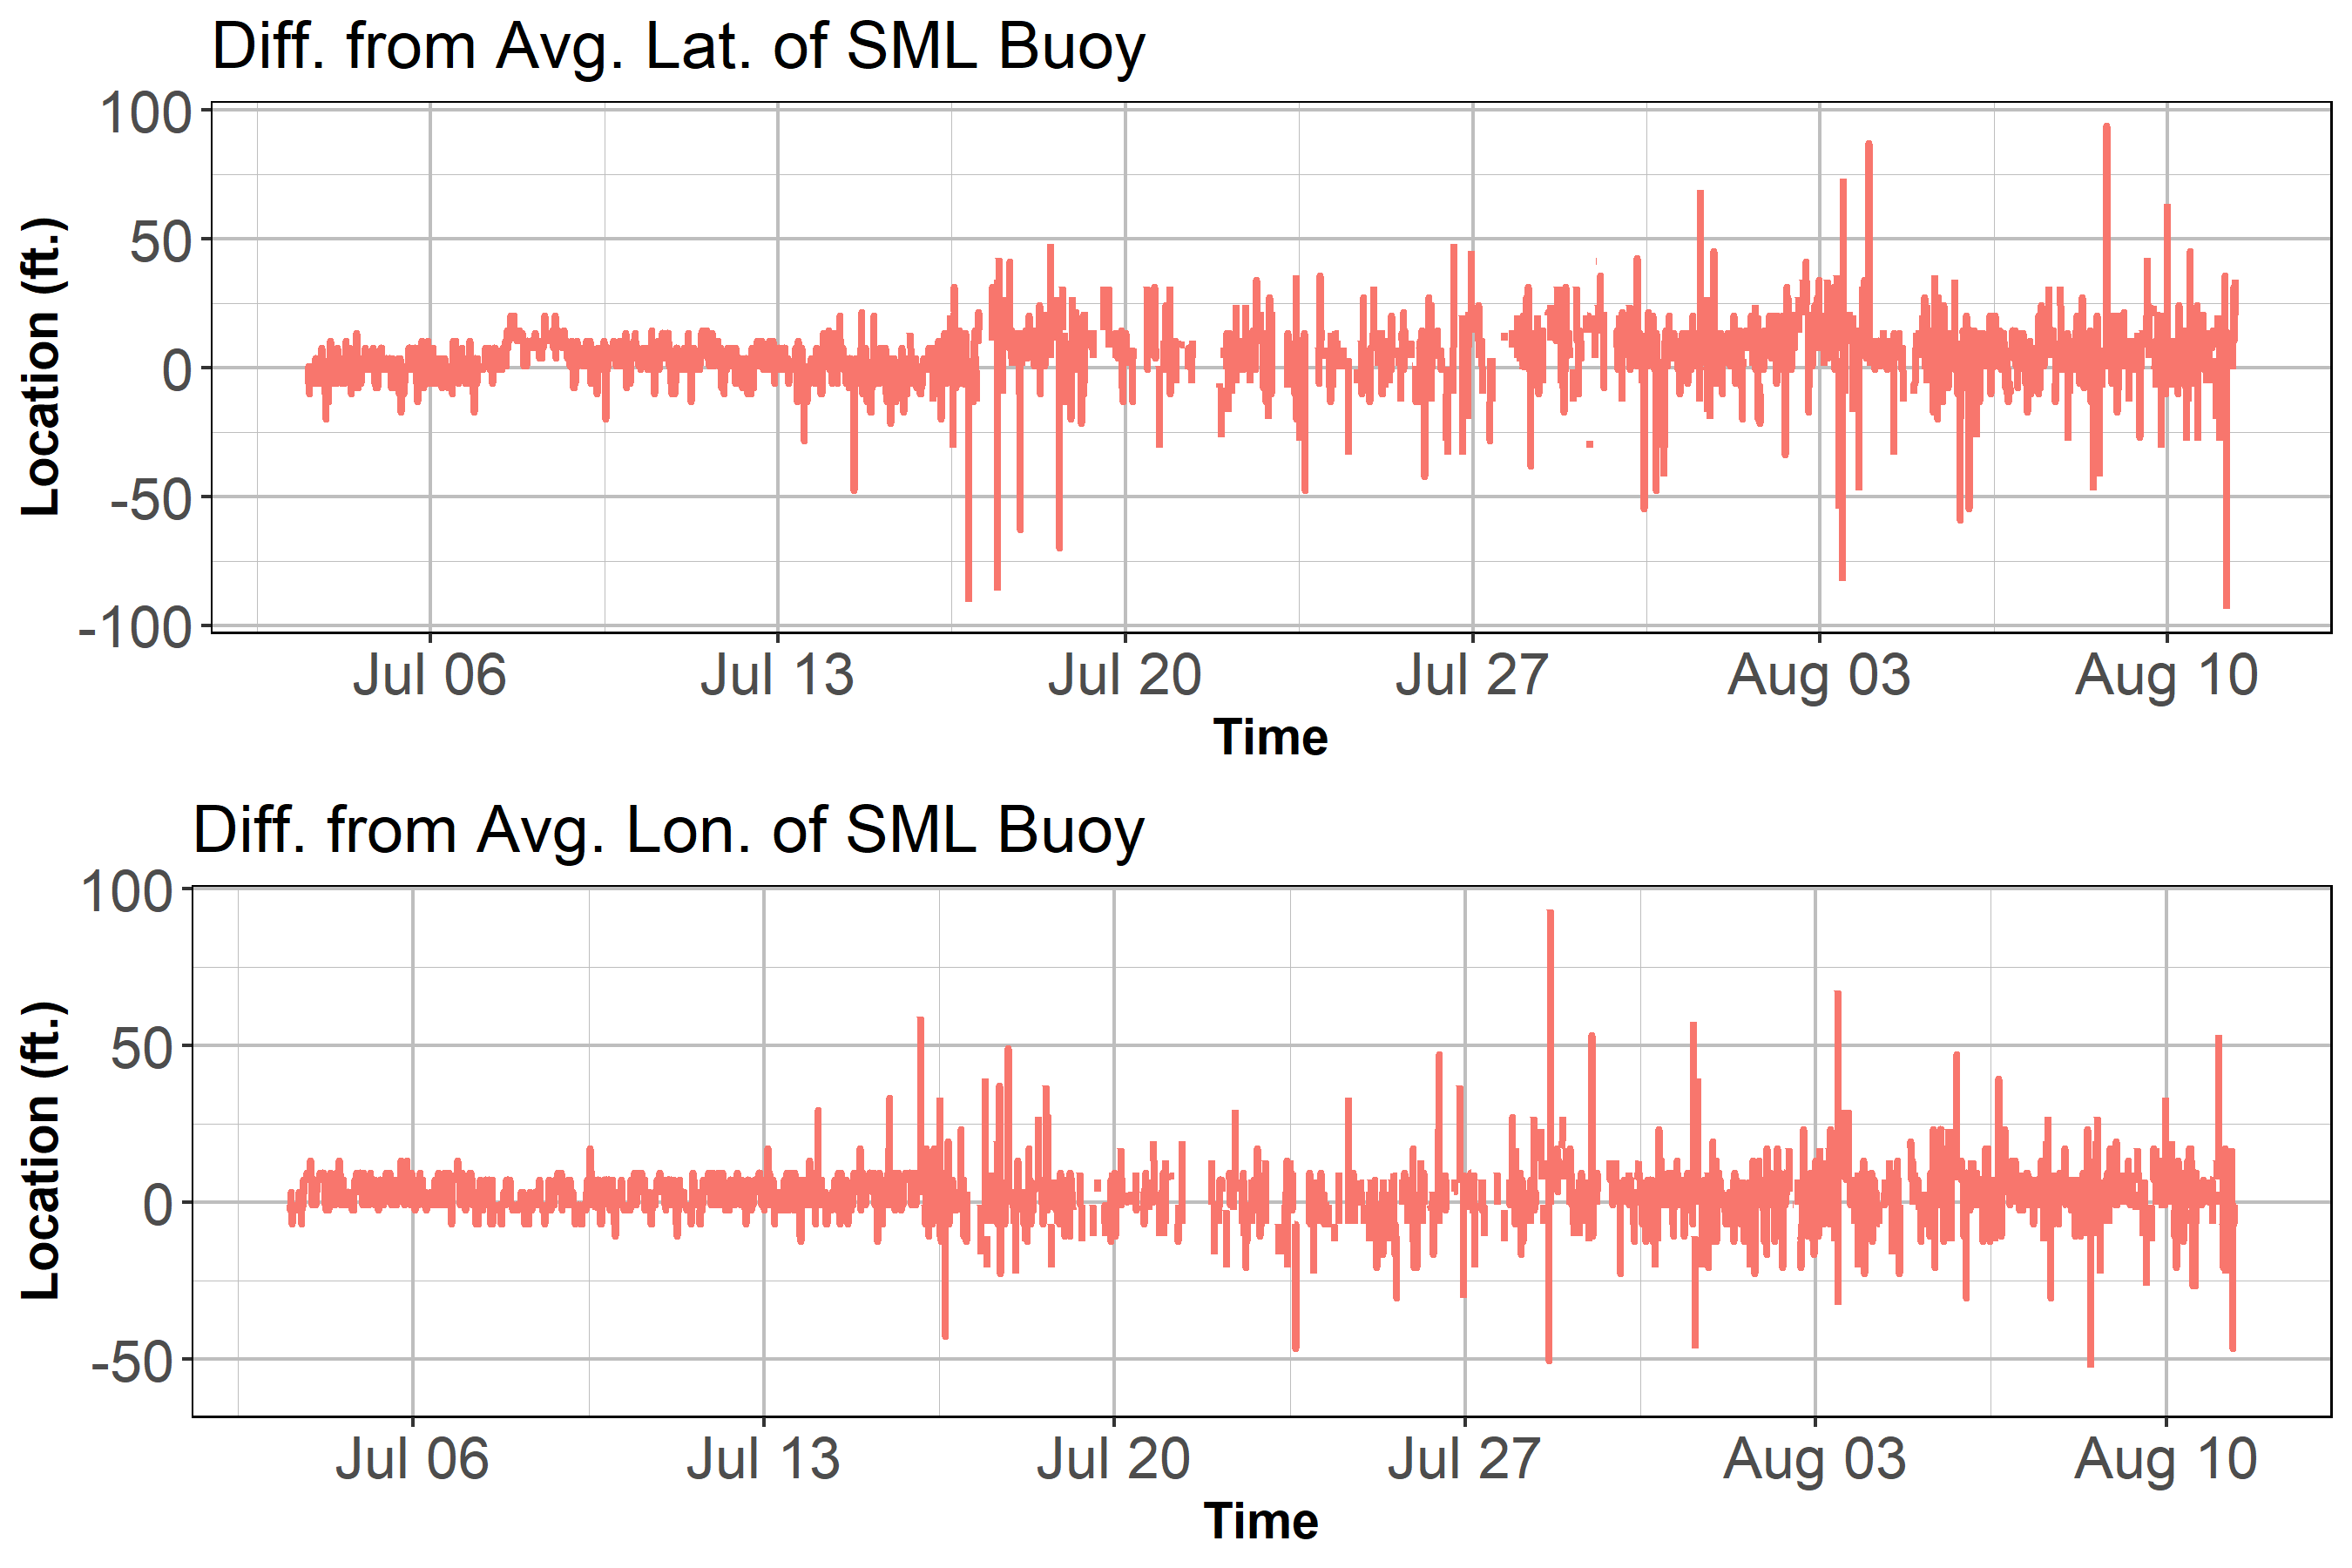 Diff. from Avg. Lat. of SML Buoy
100
50
0
-50
-100
Location (ft.)
Jul 06 Jul 13 Jul 20 Jul 27 Aug 03 Aug 10
Time
Diff. from Avg. Lon. of SML Buoy
100
50
0
-50
Location (ft.)
Jul 06 Jul 13 Jul 20 Jul 27 Aug 03 Aug 10
Time